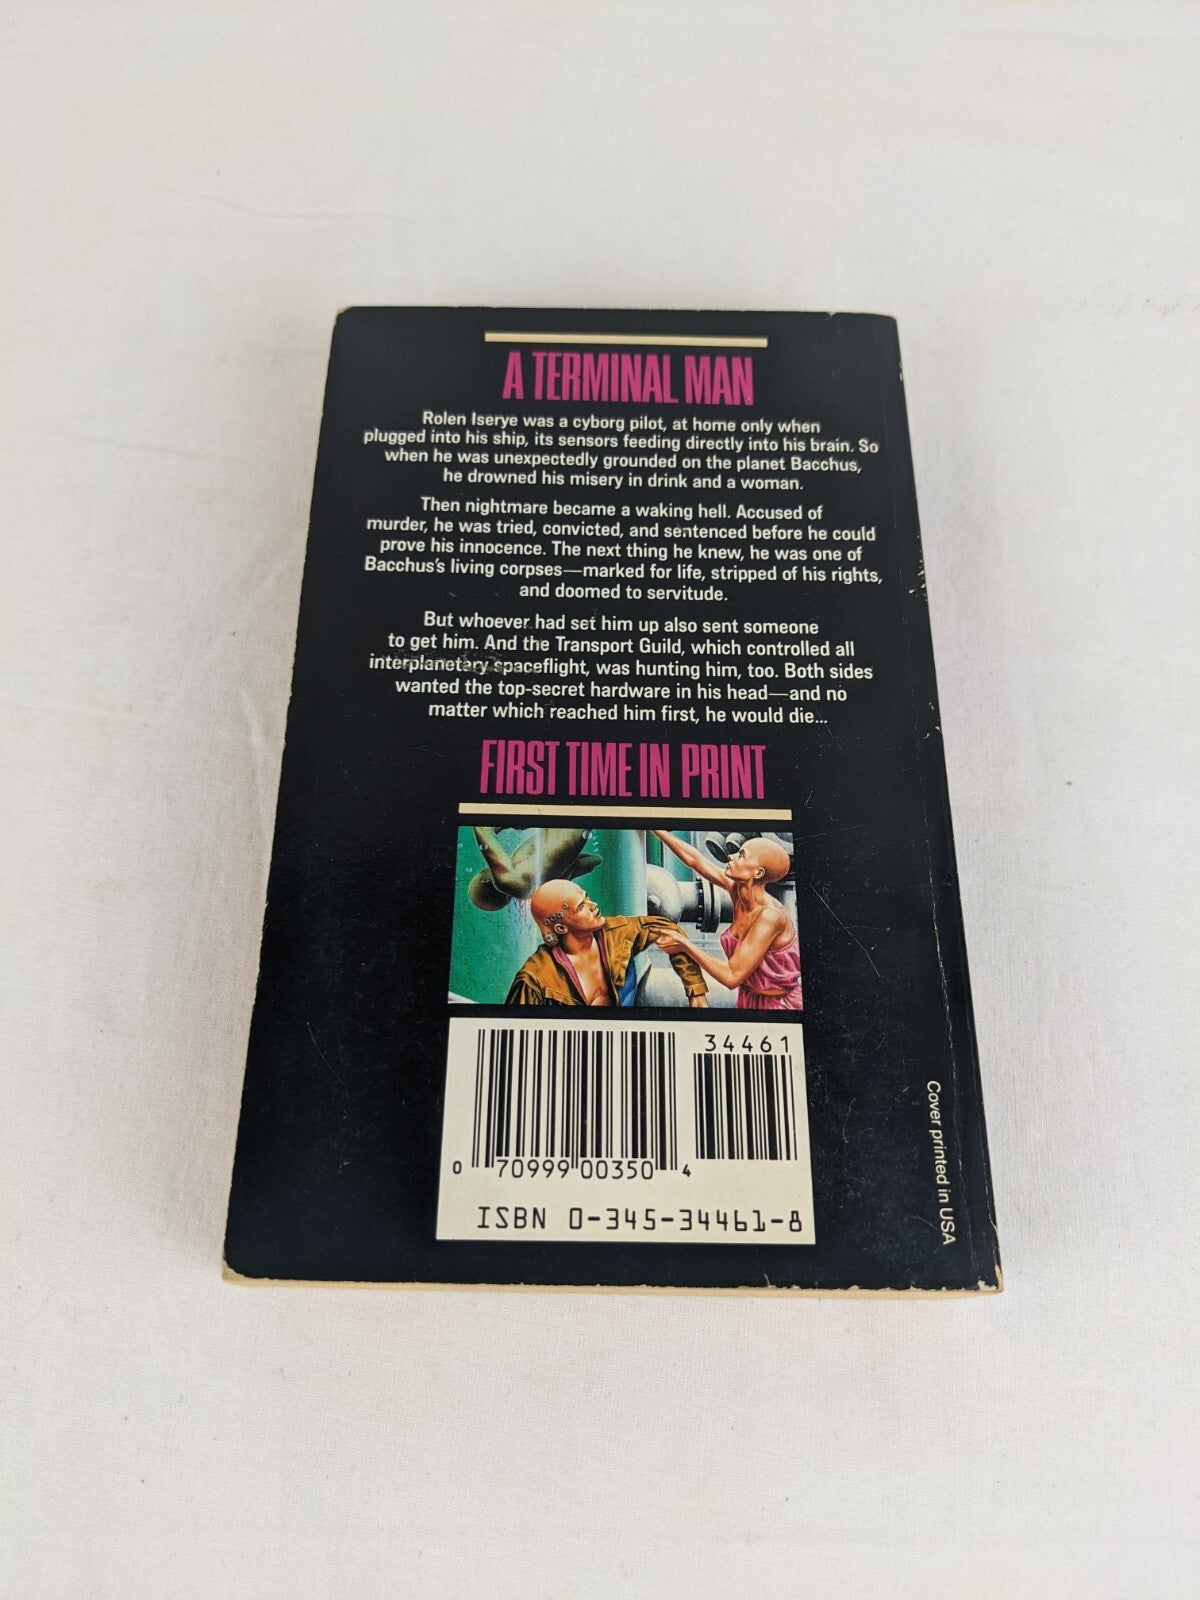 A TERMINAL MAN
Rolen Iserye was a cyborg pilot, at home only when
plugged into his ship, its sensors feeding directly into his brain. So
when he was unexpectedly grounded on the planet Bacchus,
he drowned his misery in drink and a woman.
Then nightmare became a waking hell. Accused of
murder, he was tried, convicted, and sentenced before he could
prove his innocence. The next thing he knew, he was one of
Bacchus's living corpses—marked for life, stripped of his rights,
and doomed to servitude.
But whoever had set him up also sent someone
to get him. And the Transport Guild, which controlled all
interplanetary spaceflight, was hunting him, too. Both sides
wanted the top-secret hardware in his head—and no
matter which reached him first, he would die...
FIRST TIME IN PRINT
34461
0 70999 00350 4
ISBN 0-345-34461-8
Cover printed in USA